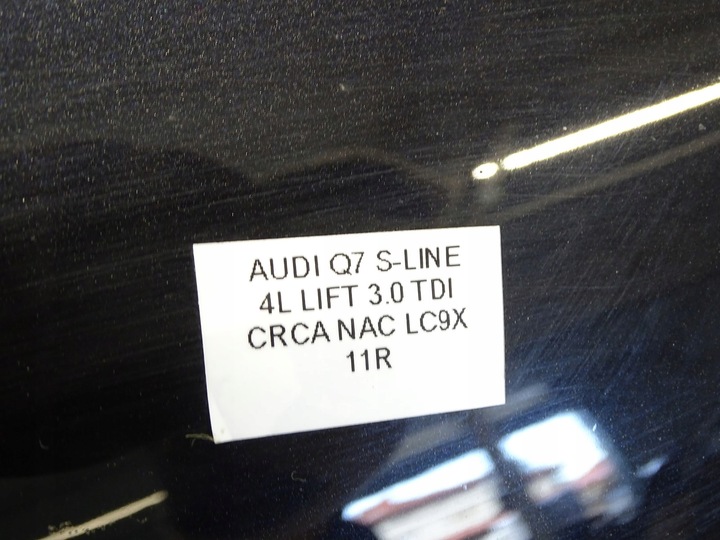 AUDI Q7 S-LINE
4L LIFT 3.0 TDI
CRCA NAC LC9X
11R